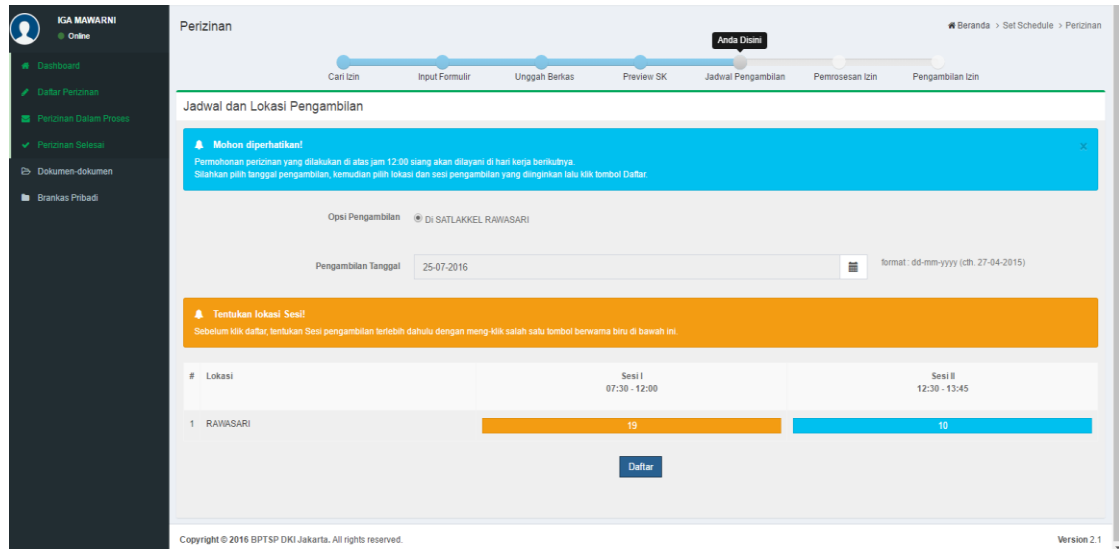 IGA MAWARNI
Online
Dashboard
Daftar Perizinan
Perizinan Dalam Proses
Perizinan Selesai
Dokumen-dokumen
Brankas Pribadi
Perizinan
Beranda > Set Schedule > Perizinan
Anda Disini
Cari Izin
Input Formulir
Unggah Berkas
Preview SK
Jadwal Pengambilan
Pemrosesan Izin
Pengambilan Izin
Jadwal dan Lokasi Pengambilan
Mohon diperhatikan!
×
Permohonan perizinan yang dilakukan di atas jam 12:00 siang akan dilayani di hari kerja berikutnya.
Silahkan pilih tanggal pengambilan, kemudian pilih lokasi dan sesi pengambilan yang diinginkan lalu klik tombol Daftar.
Opsi Pengambilan
Di SATLAKKEL RAWASARI
Pengambilan Tanggal
25-07-2016
format : dd-mm-yyyy (cth. 27-04-2015)
Tentukan lokasi Sesi!
Sebelum klik daftar, tentukan Sesi pengambilan terlebih dahulu dengan meng-klik salah satu tombol berwarna biru di bawah ini.
# Lokasi
Sesi I
07:30 - 12:00
Sesi II
12:30 - 13:45
1 RAWASARI
19
10
Daftar
Copyright © 2016 BPTSP DKI Jakarta. All rights reserved.
Version 2.1